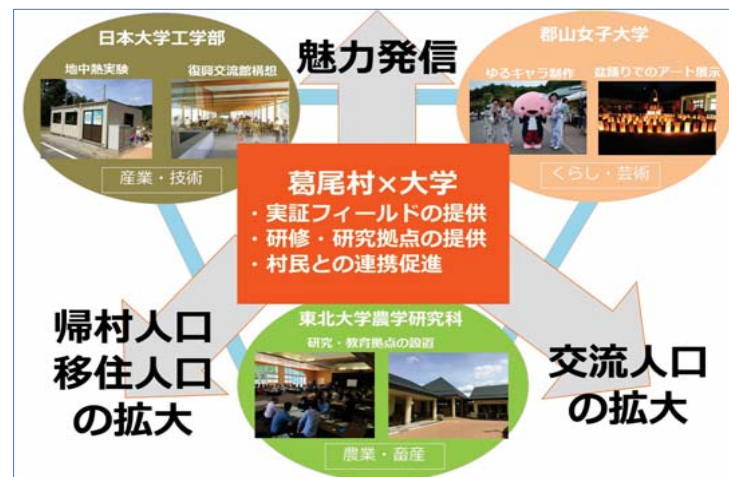 日本大学工学部
地中熱実験
復興交流館構想
産業・技術
魅力発信
郡山女子大学
ゆるキャラ制作
盆踊りでのアート展示
くらし・芸術
葛尾村×大学
・実証フィールドの提供
・研修・研究拠点の提供
・村民との連携促進
帰村人口
移住人口
の拡大
東北大学農学研究科
研究・教育拠点の設置
農業・畜産
交流人口
の拡大